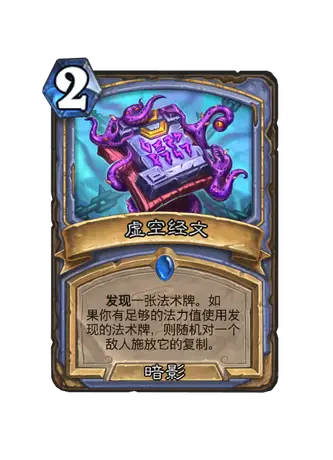 2
虚空经文
发现一张法术牌。如
果你有足够的法力值使用发
现的法术牌，则随机对一个
敌人施放它的复制。
暗影